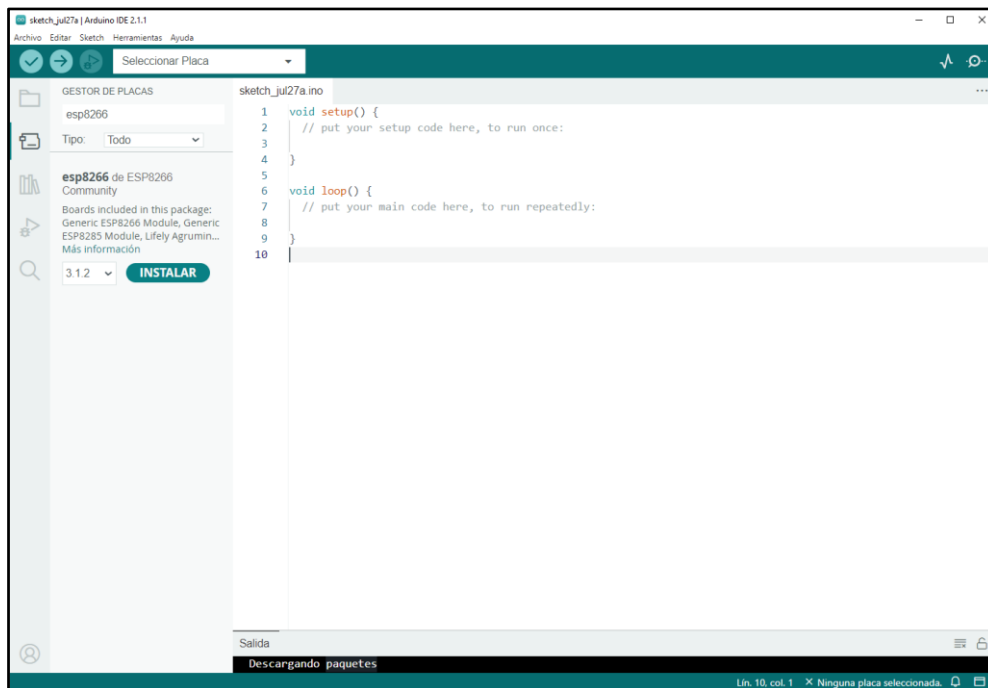 sketch_jul27a | Arduino IDE 2.1.1
Archivo Editar Sketch Herramientas Ayuda
Seleccionar Placa
GESTOR DE PLACAS
esp8266
Tipo: Todo
esp8266 de ESP8266
Community
Boards included in this package:
Generic ESP8266 Module, Generic
ESP8285 Module, Lifely Agrumin...
Más información
3.1.2 INSTALAR
sketch_jul27a.ino
1 void setup() {
2 // put your setup code here, to run once:
3
4 }
5
6 void loop() {
7 // put your main code here, to run repeatedly:
8
9 }
10
Salida
Descargando paquetes
Lín. 10, col. 1 × Ninguna placa seleccionada.